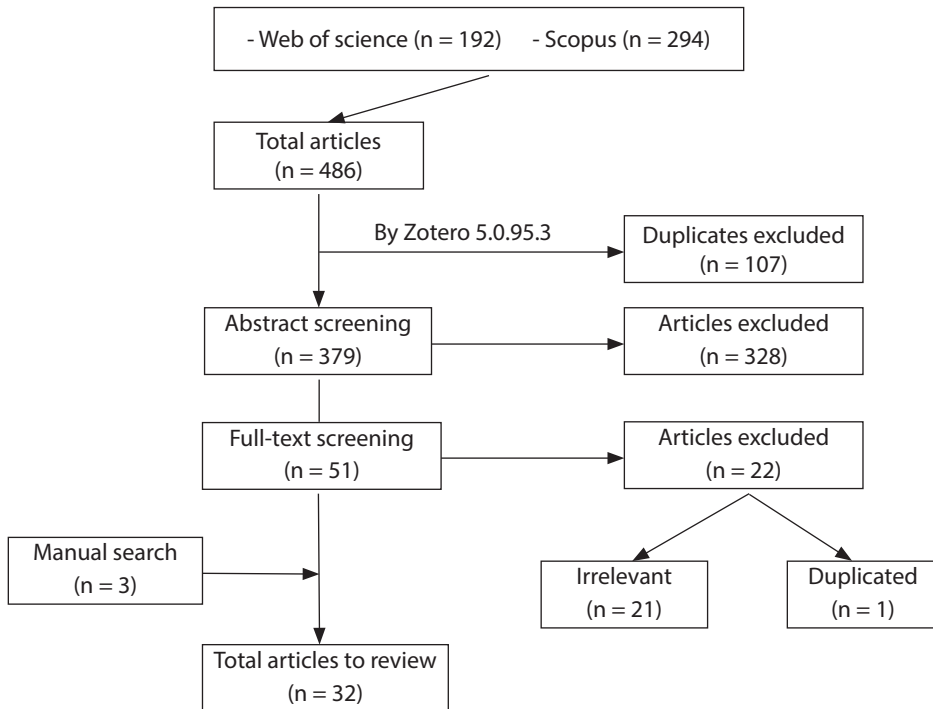 - Web of science (n = 192) - Scopus (n = 294)
Total articles
(n = 486)
By Zotero 5.0.95.3
Duplicates excluded
(n = 107)
Abstract screening
(n = 379)
Articles excluded
(n = 328)
Full-text screening
(n = 51)
Articles excluded
(n = 22)
Manual search
(n = 3)
Irrelevant
(n = 21)
Duplicated
(n = 1)
Total articles to review
(n = 32)